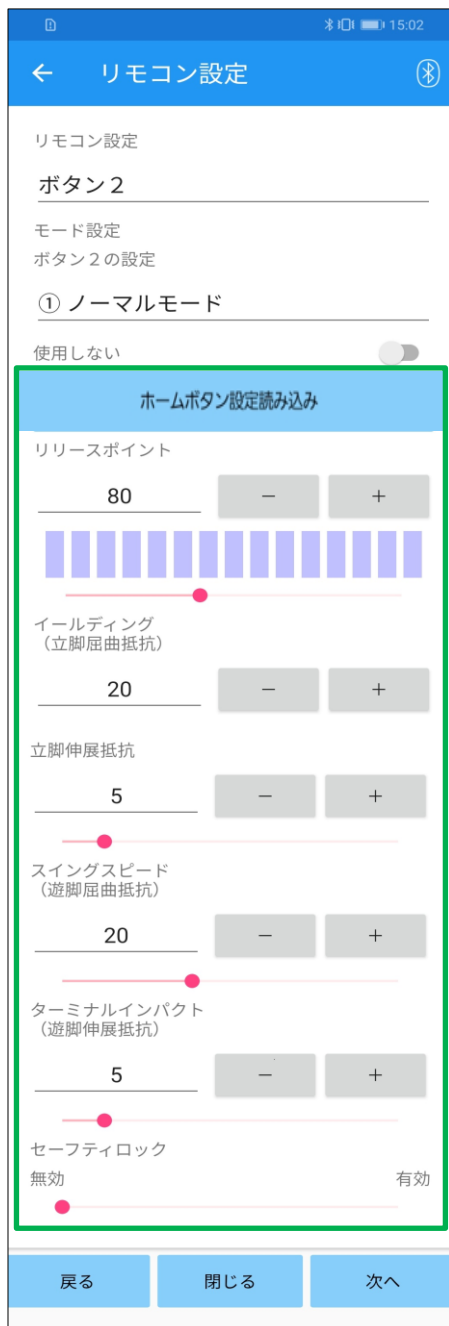 15:02
リモコン設定
リモコン設定
ボタン２
モード設定
ボタン２の設定
① ノーマルモード
使用しない
ホームボタン設定読み込み
リリースポイント
80 － ＋
イールディング
（立脚屈曲抵抗）
20 － ＋
立脚伸展抵抗
5 － ＋
スイングスピード
（遊脚屈曲抵抗）
20 － ＋
ターミナルインパクト
（遊脚伸展抵抗）
5 － ＋
セーフティロック
無効 有効
戻る 閉じる 次へ